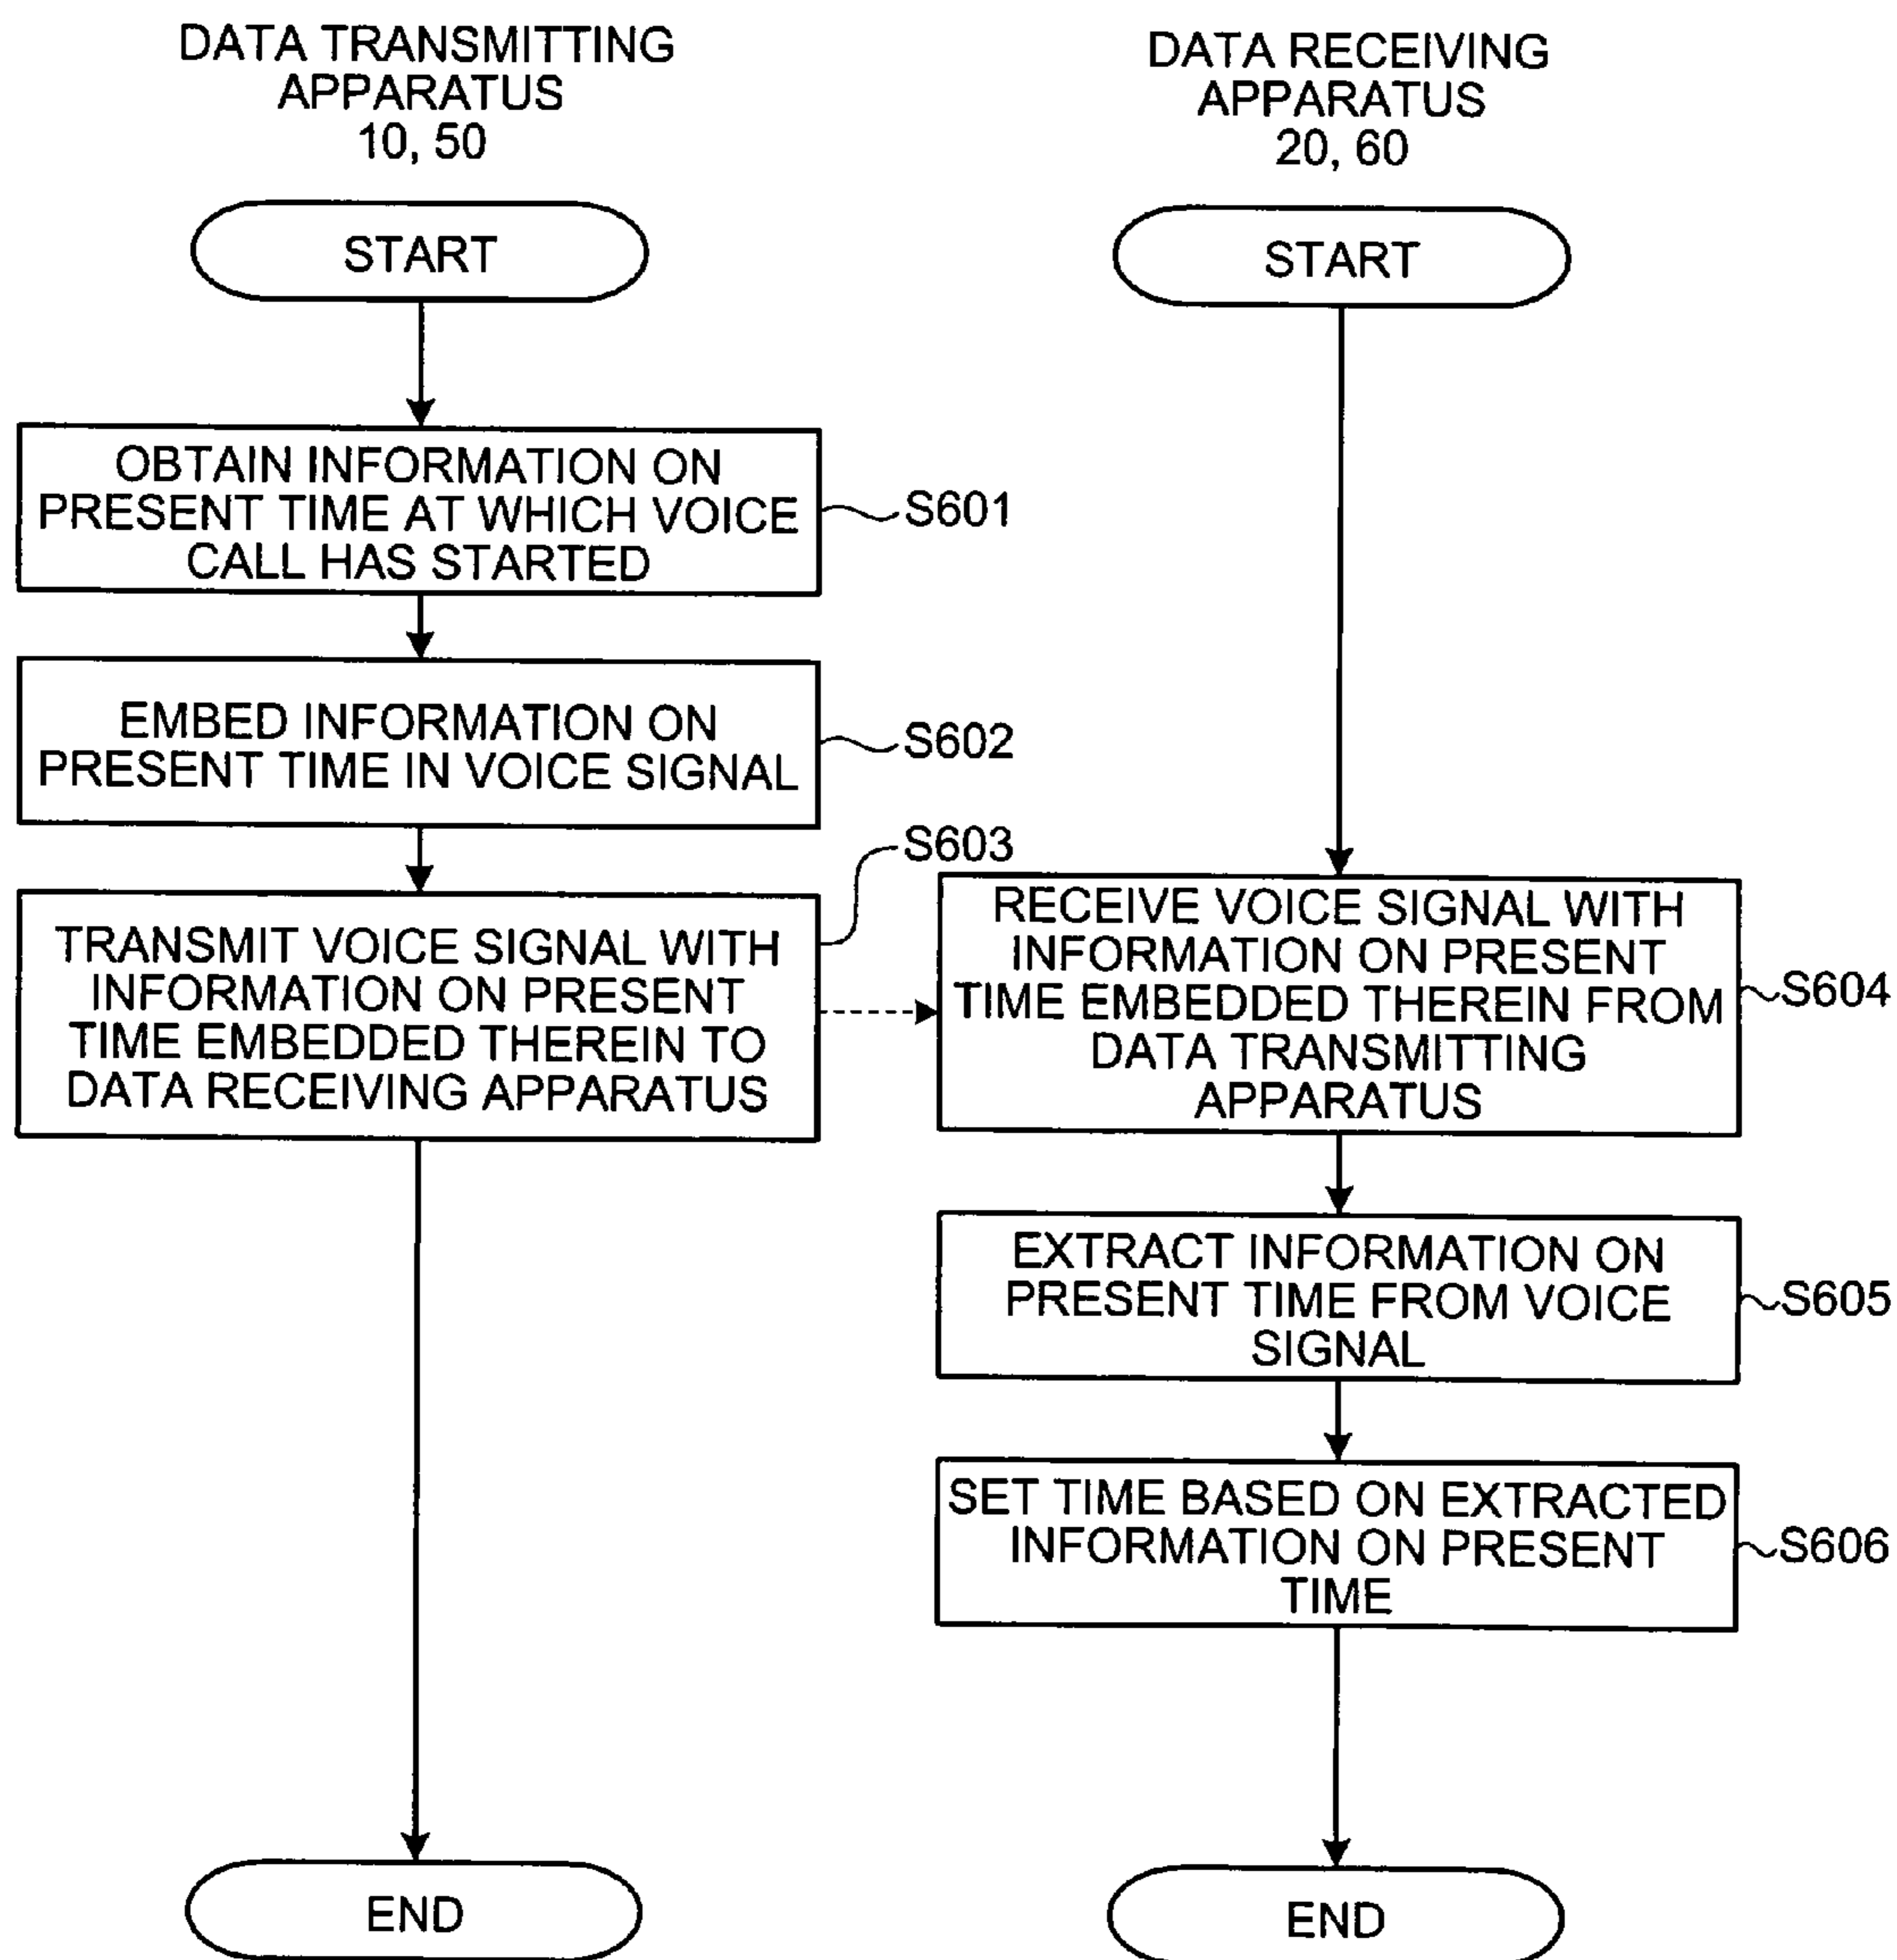 DATA TRANSMITTING
APPARATUS
10, 50
START
OBTAIN INFORMATION ON
PRESENT TIME AT WHICH VOICE
CALL HAS STARTED
S601
EMBED INFORMATION ON
PRESENT TIME IN VOICE SIGNAL
S602
TRANSMIT VOICE SIGNAL WITH
INFORMATION ON PRESENT
TIME EMBEDDED THEREIN TO
DATA RECEIVING APPARATUS
S603
END
DATA RECEIVING
APPARATUS
20, 60
START
RECEIVE VOICE SIGNAL WITH
INFORMATION ON PRESENT
TIME EMBEDDED THEREIN FROM
DATA TRANSMITTING
APPARATUS
S604
EXTRACT INFORMATION ON
PRESENT TIME FROM VOICE
SIGNAL
S605
SET TIME BASED ON EXTRACTED
INFORMATION ON PRESENT
TIME
S606
END